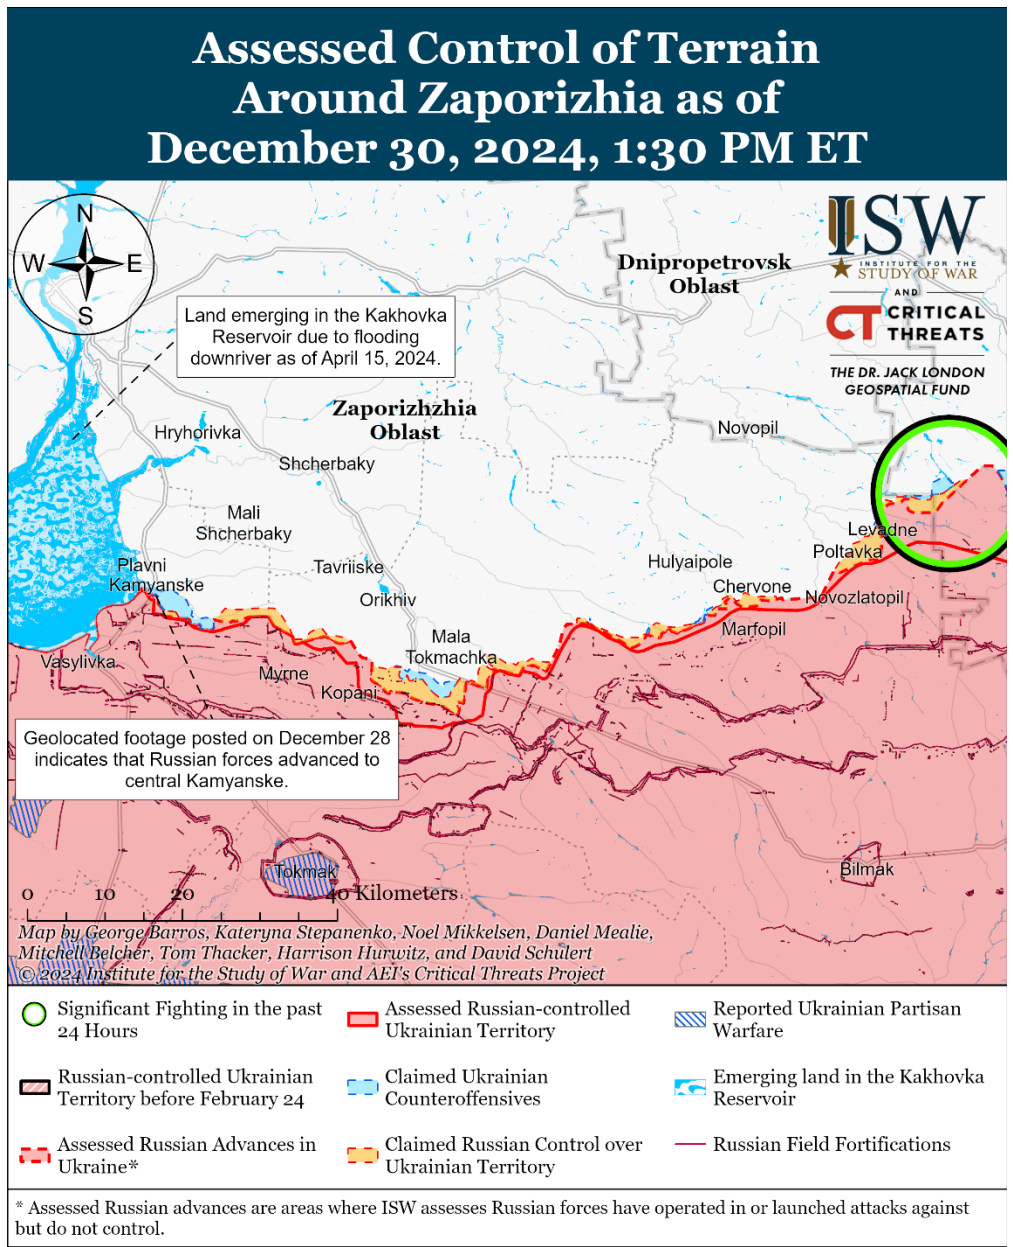 Assessed Control of Terrain
Around Zaporizhia as of
December 30, 2024, 1:30 PM ET
N
W E
S
ISW
INSTITUTE FOR THE
STUDY OF WAR
AND
CT CRITICAL
THREATS
THE DR. JACK LONDON
GEOSPATIAL FUND
Dnipropetrovsk
Oblast
Land emerging in the Kakhovka
Reservoir due to flooding
downriver as of April 15, 2024.
Zaporizhzhia
Oblast
Hryhorivka
Novopil
Shcherbaky
Mali
Shcherbaky
Levadne
Poltavka
Plavni
Kamyanske
Tavriiske
Hulyaipole
Orikhiv
Chervone
Novozlatopil
Marfopil
Mala
Tokmachka
Vasylivka
Myrne
Kopani
Geolocated footage posted on December 28
indicates that Russian forces advanced to
central Kamyanske.
Tokmak
Bilmak
0 10 20 40 Kilometers
Map by George Barros, Kateryna Stepanenko, Noel Mikkelsen, Daniel Mealie,
Mitchell Belcher, Tom Thacker, Harrison Hurwitz, and David Schulert
© 2024 Institute for the Study of War and AEI's Critical Threats Project
Significant Fighting in the past
24 Hours
Russian-controlled Ukrainian
Territory before February 24
Assessed Russian Advances in
Ukraine*
Assessed Russian-controlled
Ukrainian Territory
Claimed Ukrainian
Counteroffensives
Claimed Russian Control over
Ukrainian Territory
Reported Ukrainian Partisan
Warfare
Emerging land in the Kakhovka
Reservoir
Russian Field Fortifications
* Assessed Russian advances are areas where ISW assesses Russian forces have operated in or launched attacks against
but do not control.